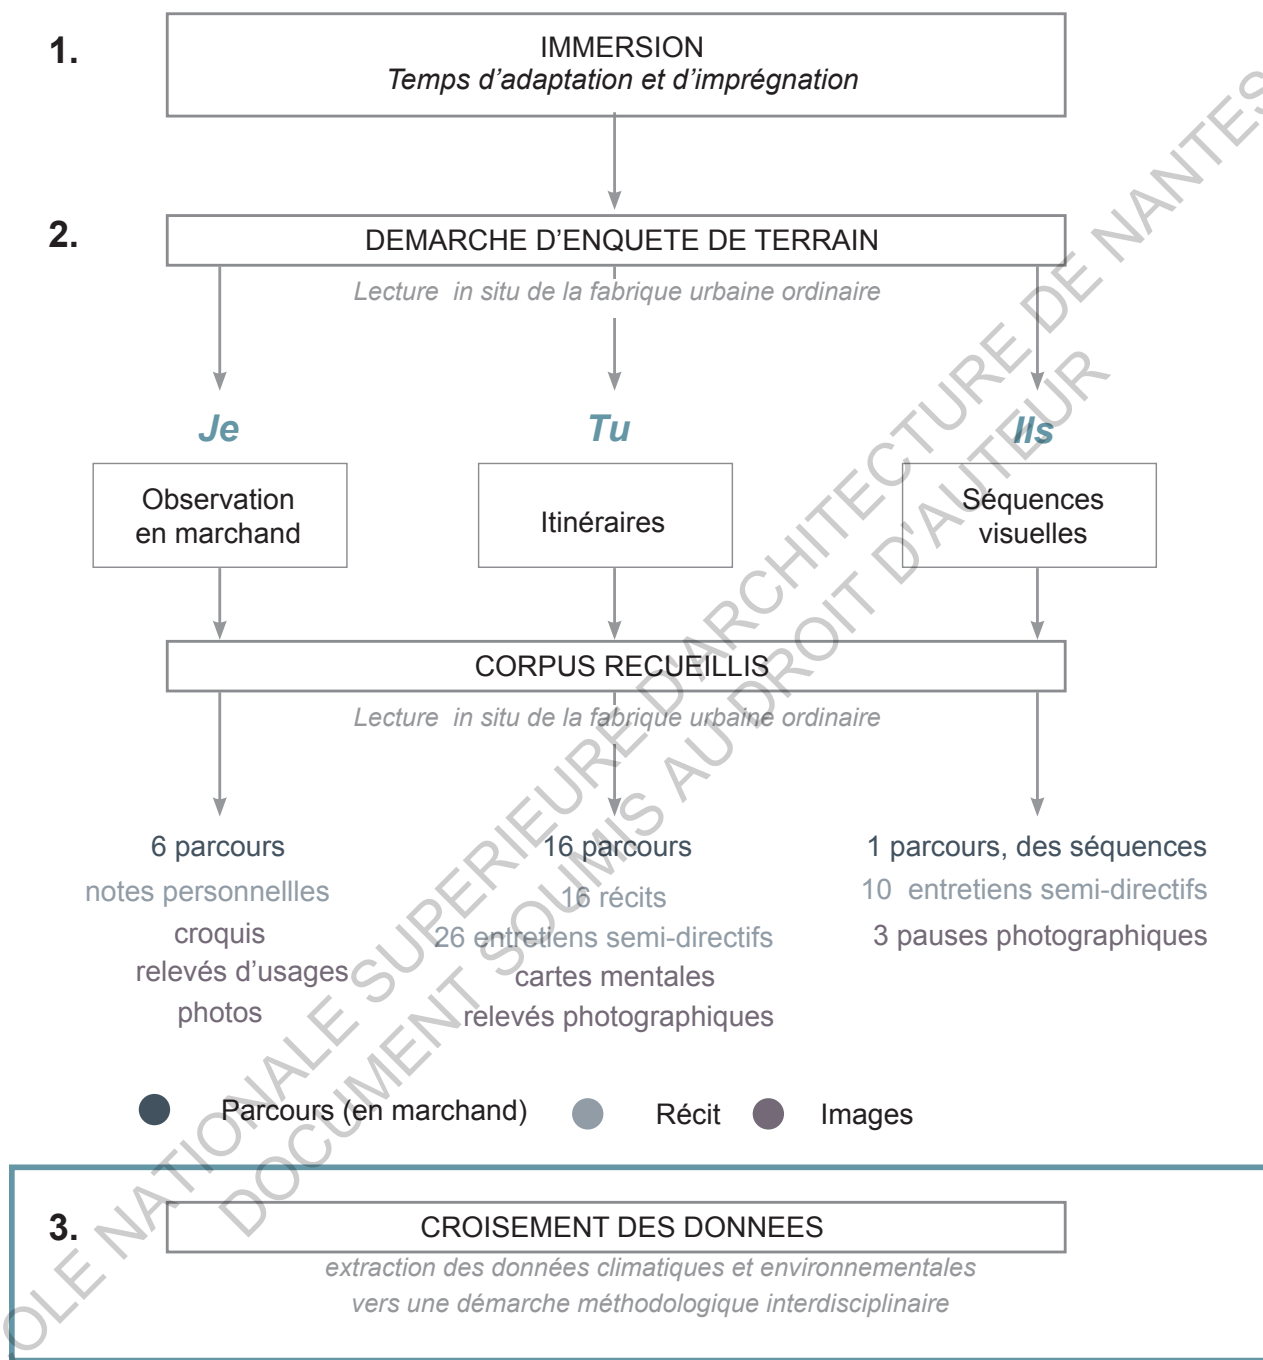 1.
IMMERSION
Temps d'adaptation et d'imprégnation
2.
DEMARCHE D'ENQUETE DE TERRAIN
Lecture in situ de la fabrique urbaine ordinaire
Je
Tu
Ils
Observation
en marchand
Itinéraires
Séquences
visuelles
CORPUS RECUEILLIS
Lecture in situ de la fabrique urbaine ordinaire
6 parcours
notes personnellles
croquis
relevés d'usages
photos
16 parcours
16 récits
26 entretiens semi-directifs
cartes mentales
relevés photographiques
1 parcours, des séquences
10 entretiens semi-directifs
3 pauses photographiques
Parcours (en marchand)
Récit
Images
3.
CROISEMENT DES DONNEES
extraction des données climatiques et environnementales
vers une démarche méthodologique interdisciplinaire
OLE NATIONALE SUPERIEURE D'ARCHITECTURE DE NANTES
DOCUMENT SOUMIS AU DROIT D'AUTEUR